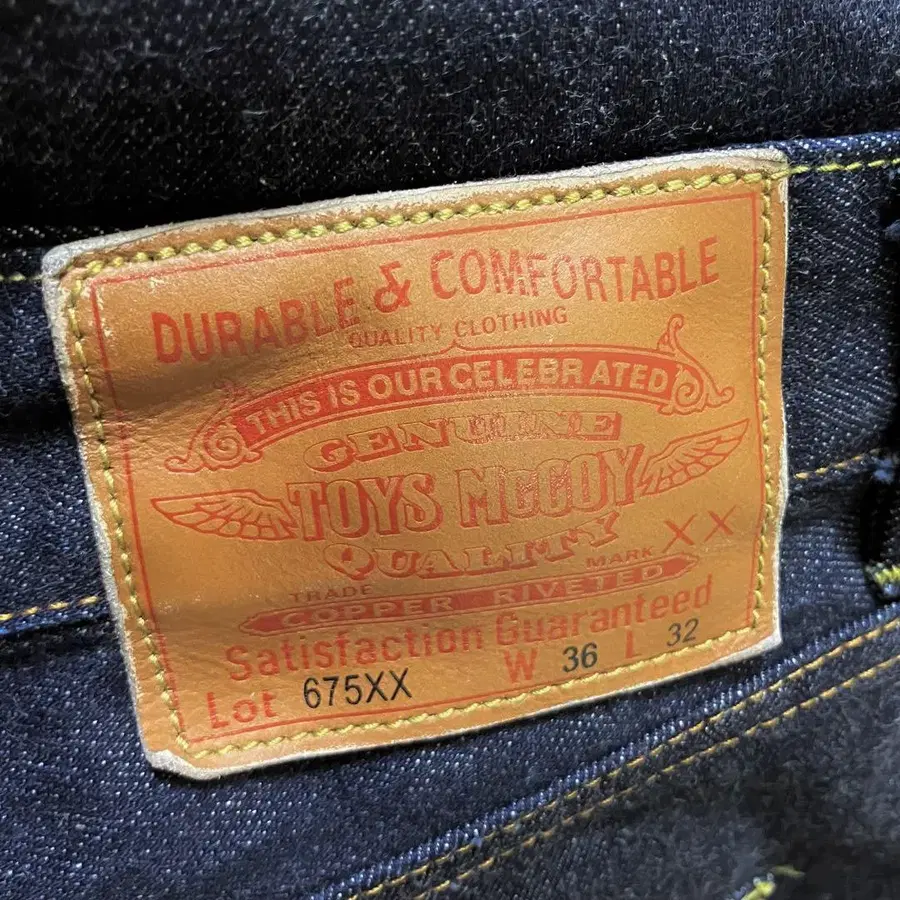 DURABLE & COMFORTABLE
QUALITY CLOTHING
THIS IS OUR CELEBRATED
GENUINE
TOYS McCOY
QUALITY XX
TRADE MARK
COPPER RIVETED
Satisfaction Guaranteed
Lot 675XX W 36 L 32